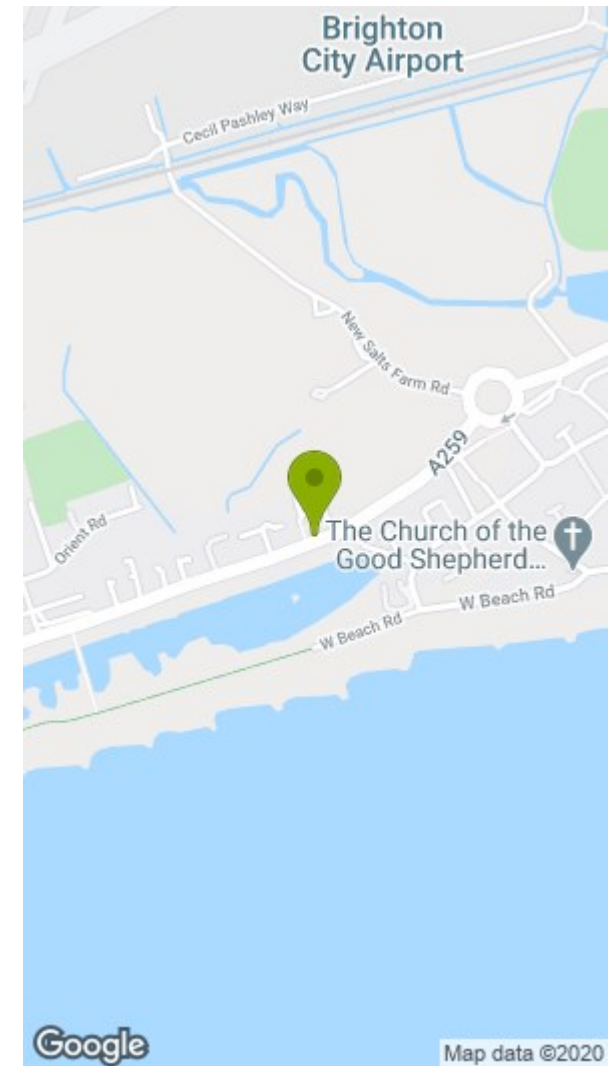 Brighton
City Airport
Cecil Pashley Way
New Salts Farm Rd
A259
Orient Rd
The Church of the
Good Shepherd...
W Beach Rd
W Beach Rd
Google
Map data ©2020